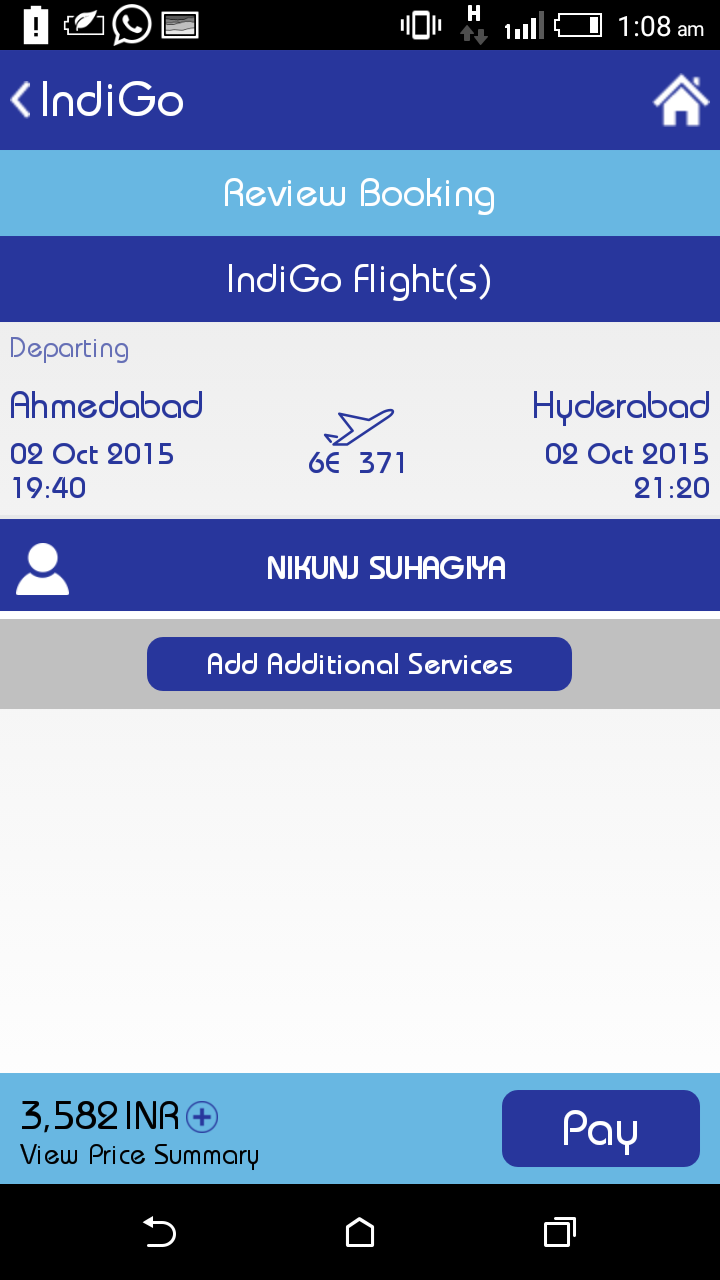 H
1:08 am
IndiGo
Review Booking
IndiGo Flight(s)
Departing
Ahmedabad
Hyderabad
02 Oct 2015
02 Oct 2015
6E 371
19:40
21:20
NIKUNJ SUHAGIYA
Add Additional Services
3,582 INR
View Price Summary
Pay